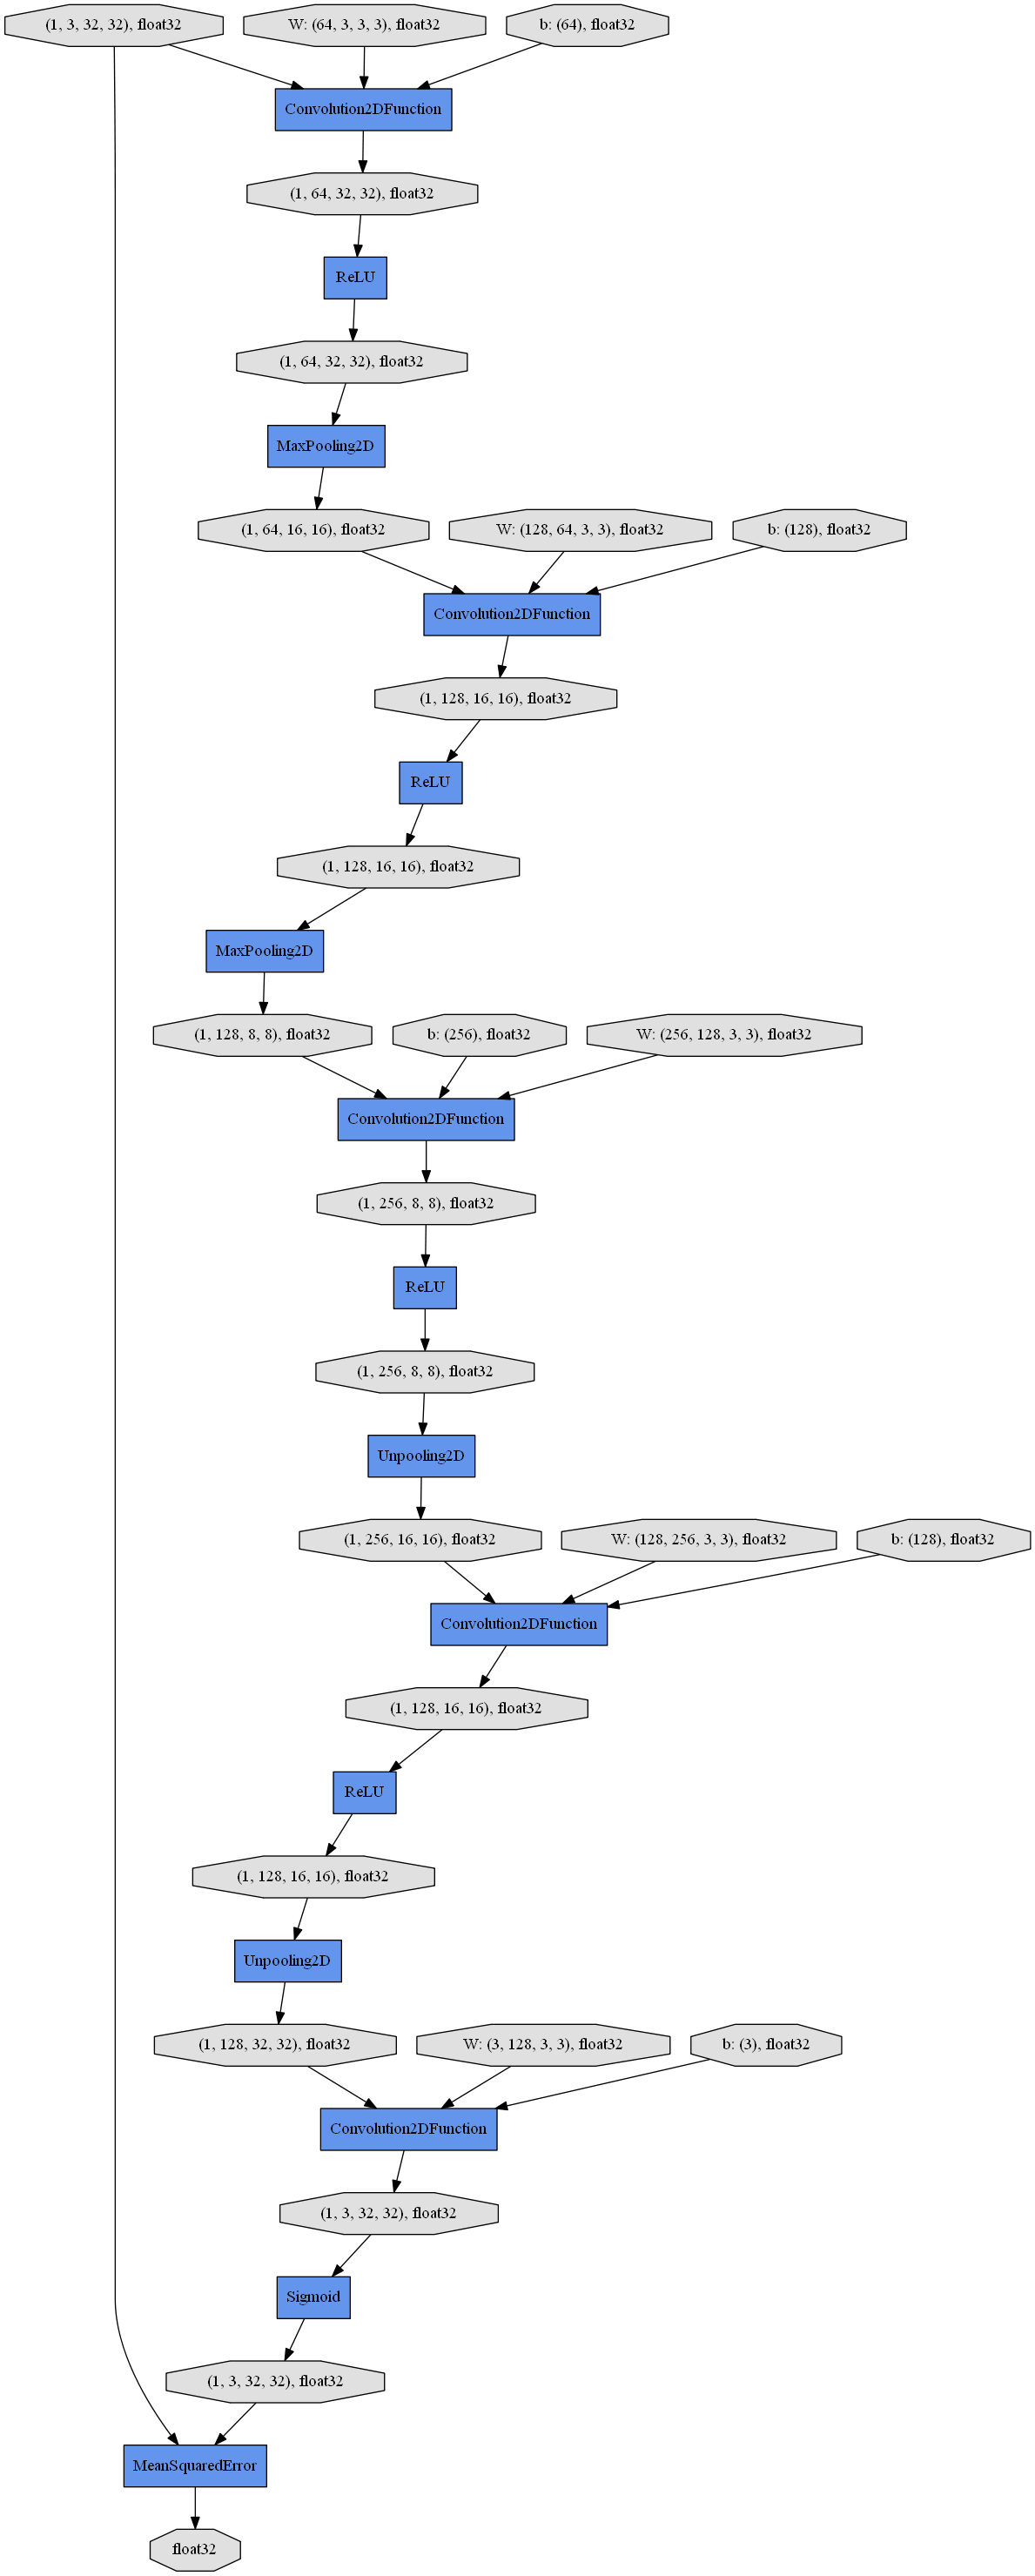 (1, 3, 32, 32), float32
W: (64, 3, 3, 3), float32
b: (64), float32
Convolution2DFunction
(1, 64, 32, 32), float32
ReLU
(1, 64, 32, 32), float32
MaxPooling2D
(1, 64, 16, 16), float32
W: (128, 64, 3, 3), float32
b: (128), float32
Convolution2DFunction
(1, 128, 16, 16), float32
ReLU
(1, 128, 16, 16), float32
MaxPooling2D
(1, 128, 8, 8), float32
b: (256), float32
W: (256, 128, 3, 3), float32
Convolution2DFunction
(1, 256, 8, 8), float32
ReLU
(1, 256, 8, 8), float32
Unpooling2D
(1, 256, 16, 16), float32
W: (128, 256, 3, 3), float32
b: (128), float32
Convolution2DFunction
(1, 128, 16, 16), float32
ReLU
(1, 128, 16, 16), float32
Unpooling2D
(1, 128, 32, 32), float32
W: (3, 128, 3, 3), float32
b: (3), float32
Convolution2DFunction
(1, 3, 32, 32), float32
Sigmoid
(1, 3, 32, 32), float32
MeanSquaredError
float32